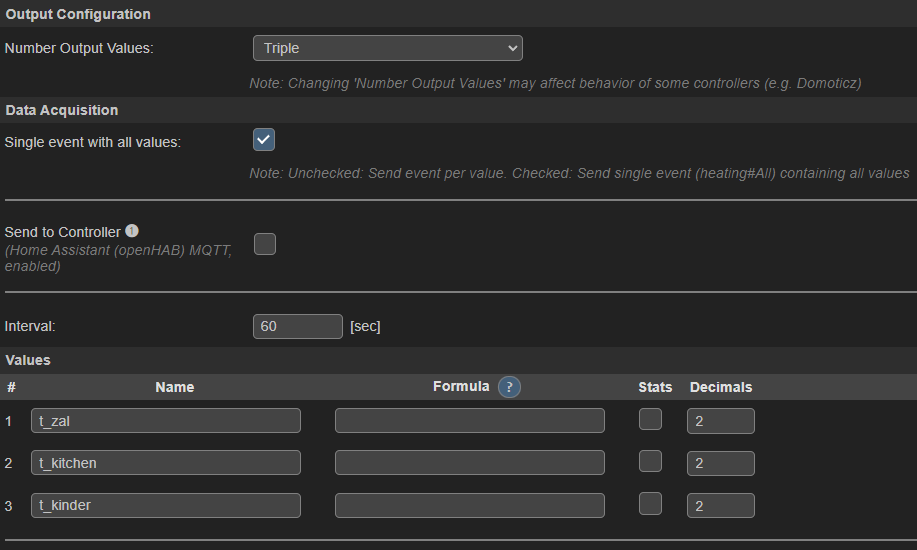 Output Configuration
Number Output Values: Triple
Note: Changing 'Number Output Values' may affect behavior of some controllers (e.g. Domoticz)
Data Acquisition
Single event with all values:
Note: Unchecked: Send event per value. Checked: Send single event (heating#All) containing all values
Send to Controller 1
(Home Assistant (openHAB) MQTT,
enabled)
Interval: 60 [sec]
Values
# Name Formula ? Stats Decimals
1 t_zal 2
2 t_kitchen 2
3 t_kinder 2